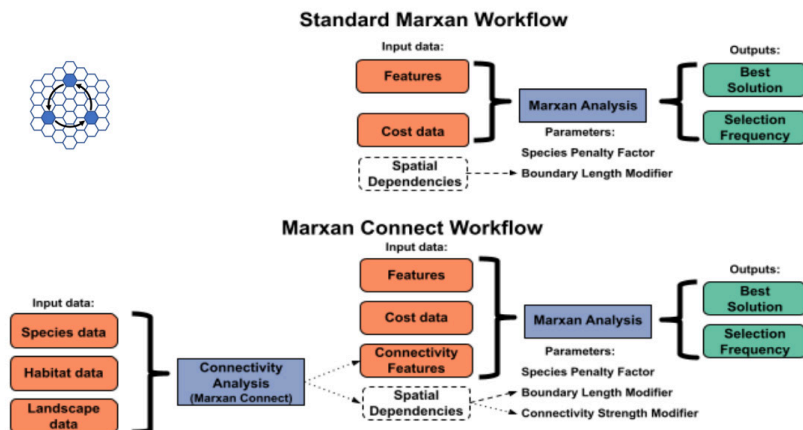 Standard Marxan Workflow
Input data:
Features
Cost data
Spatial
Dependencies
Marxan Analysis
Parameters:
Species Penalty Factor
Boundary Length Modifier
Outputs:
Best
Solution
Selection
Frequency
Marxan Connect Workflow
Input data:
Species data
Habitat data
Landscape
data
Connectivity
Analysis
(Marxan Connect)
Input data:
Features
Cost data
Connectivity
Features
Spatial
Dependencies
Marxan Analysis
Parameters:
Species Penalty Factor
Boundary Length Modifier
Connectivity Strength Modifier
Outputs:
Best
Solution
Selection
Frequency